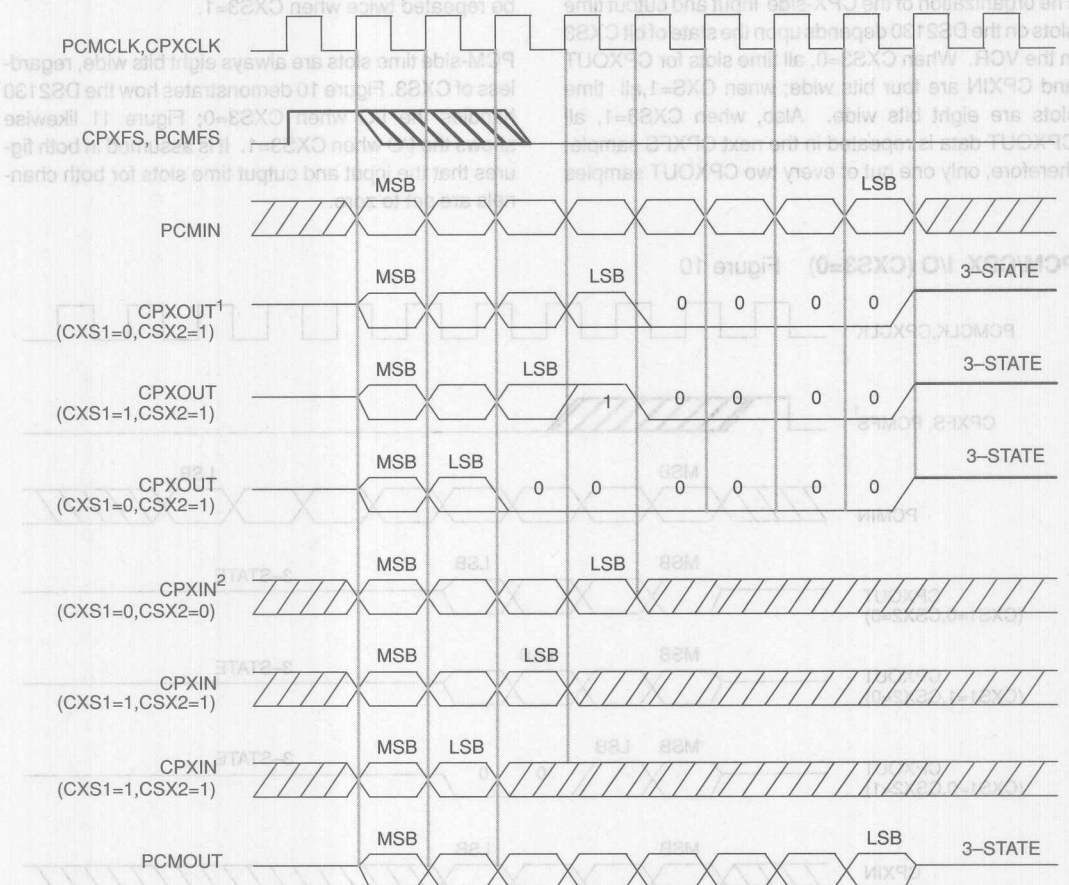 PCMCLK,CPXCLK
CPXFS, PCMFS
MSB LSB
PCMIN
MSB LSB 3–STATE
CPXOUT1 0 0 0 0
(CXS1=0,CSX2=1)
MSB LSB 3–STATE
CPXOUT 1 0 0 0 0
(CXS1=1,CSX2=1)
MSB LSB 3–STATE
CPXOUT 0 0 0 0 0 0
(CXS1=0,CSX2=1)
MSB LSB
CPXIN2
(CXS1=0,CSX2=0)
MSB LSB
CPXIN
(CXS1=1,CSX2=1)
MSB LSB
CPXIN
(CXS1=1,CSX2=1)
MSB LSB 3–STATE
PCMOUT